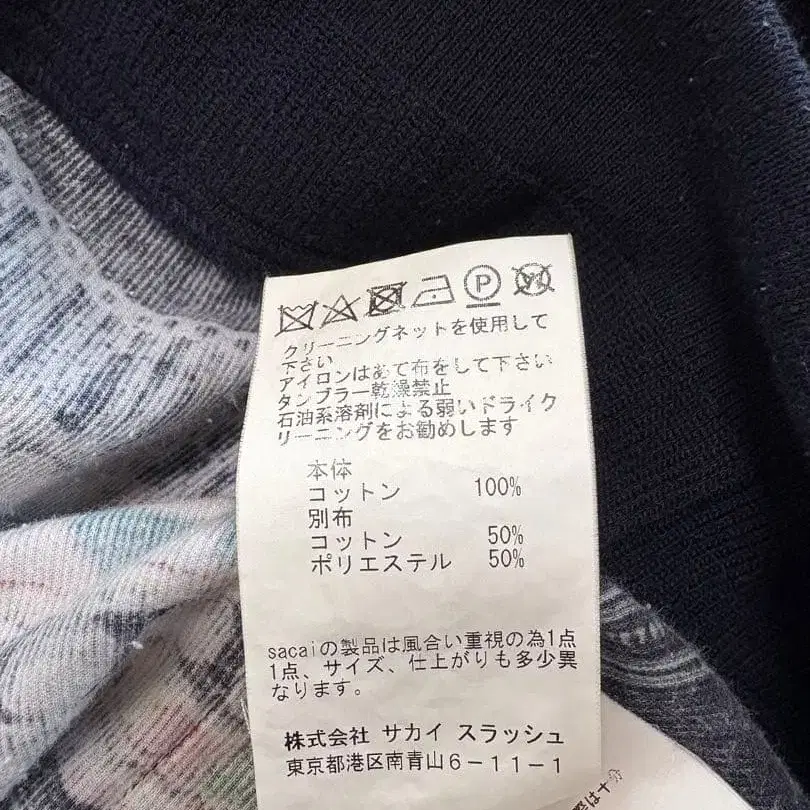 クリーニングネットを使用して
下さい
アイロンはあて布をして下さい
タンブラー乾燥禁止
石油系溶剤による弱いドライク
リーニングをお勧めします
本体
コットン 100%
別布
コットン 50%
ポリエステル 50%
sacaiの製品は風合い重視の為1点
1点、サイズ、仕上がりも多少異
なります。
株式会社 サカイ スラッシュ
東京都港区南青山6-11-1